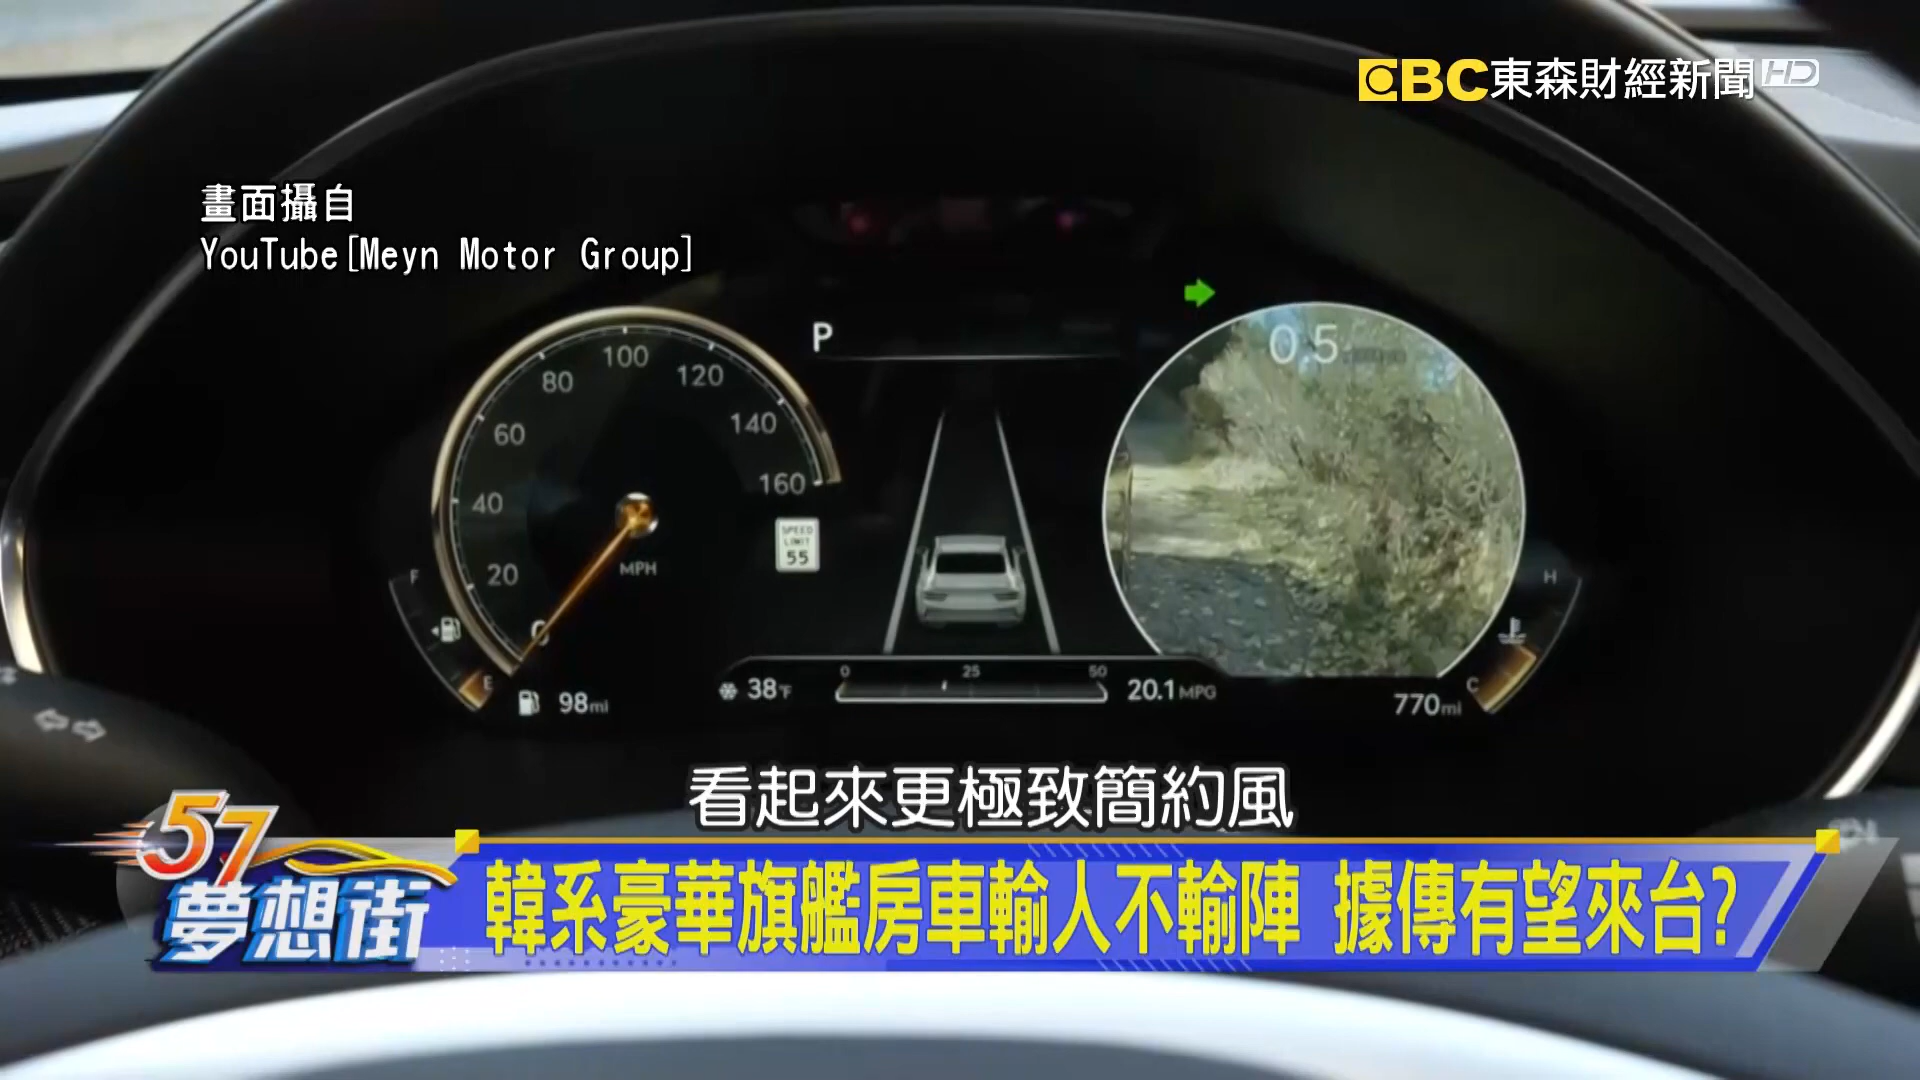 EBC東森財經新聞HD
畫面攝自
YouTube[Meyn Motor Group]
P
0.5
100
80
120
60
140
40
160
20
MPH
0
SPEED
LIMIT
55
F
E
H
C
98mi
38°F
0
25
50
20.1MPG
770mi
看起來更極致簡約風
57
夢想街
韓系豪華旗艦房車輸人不輸陣 據傳有望來台?